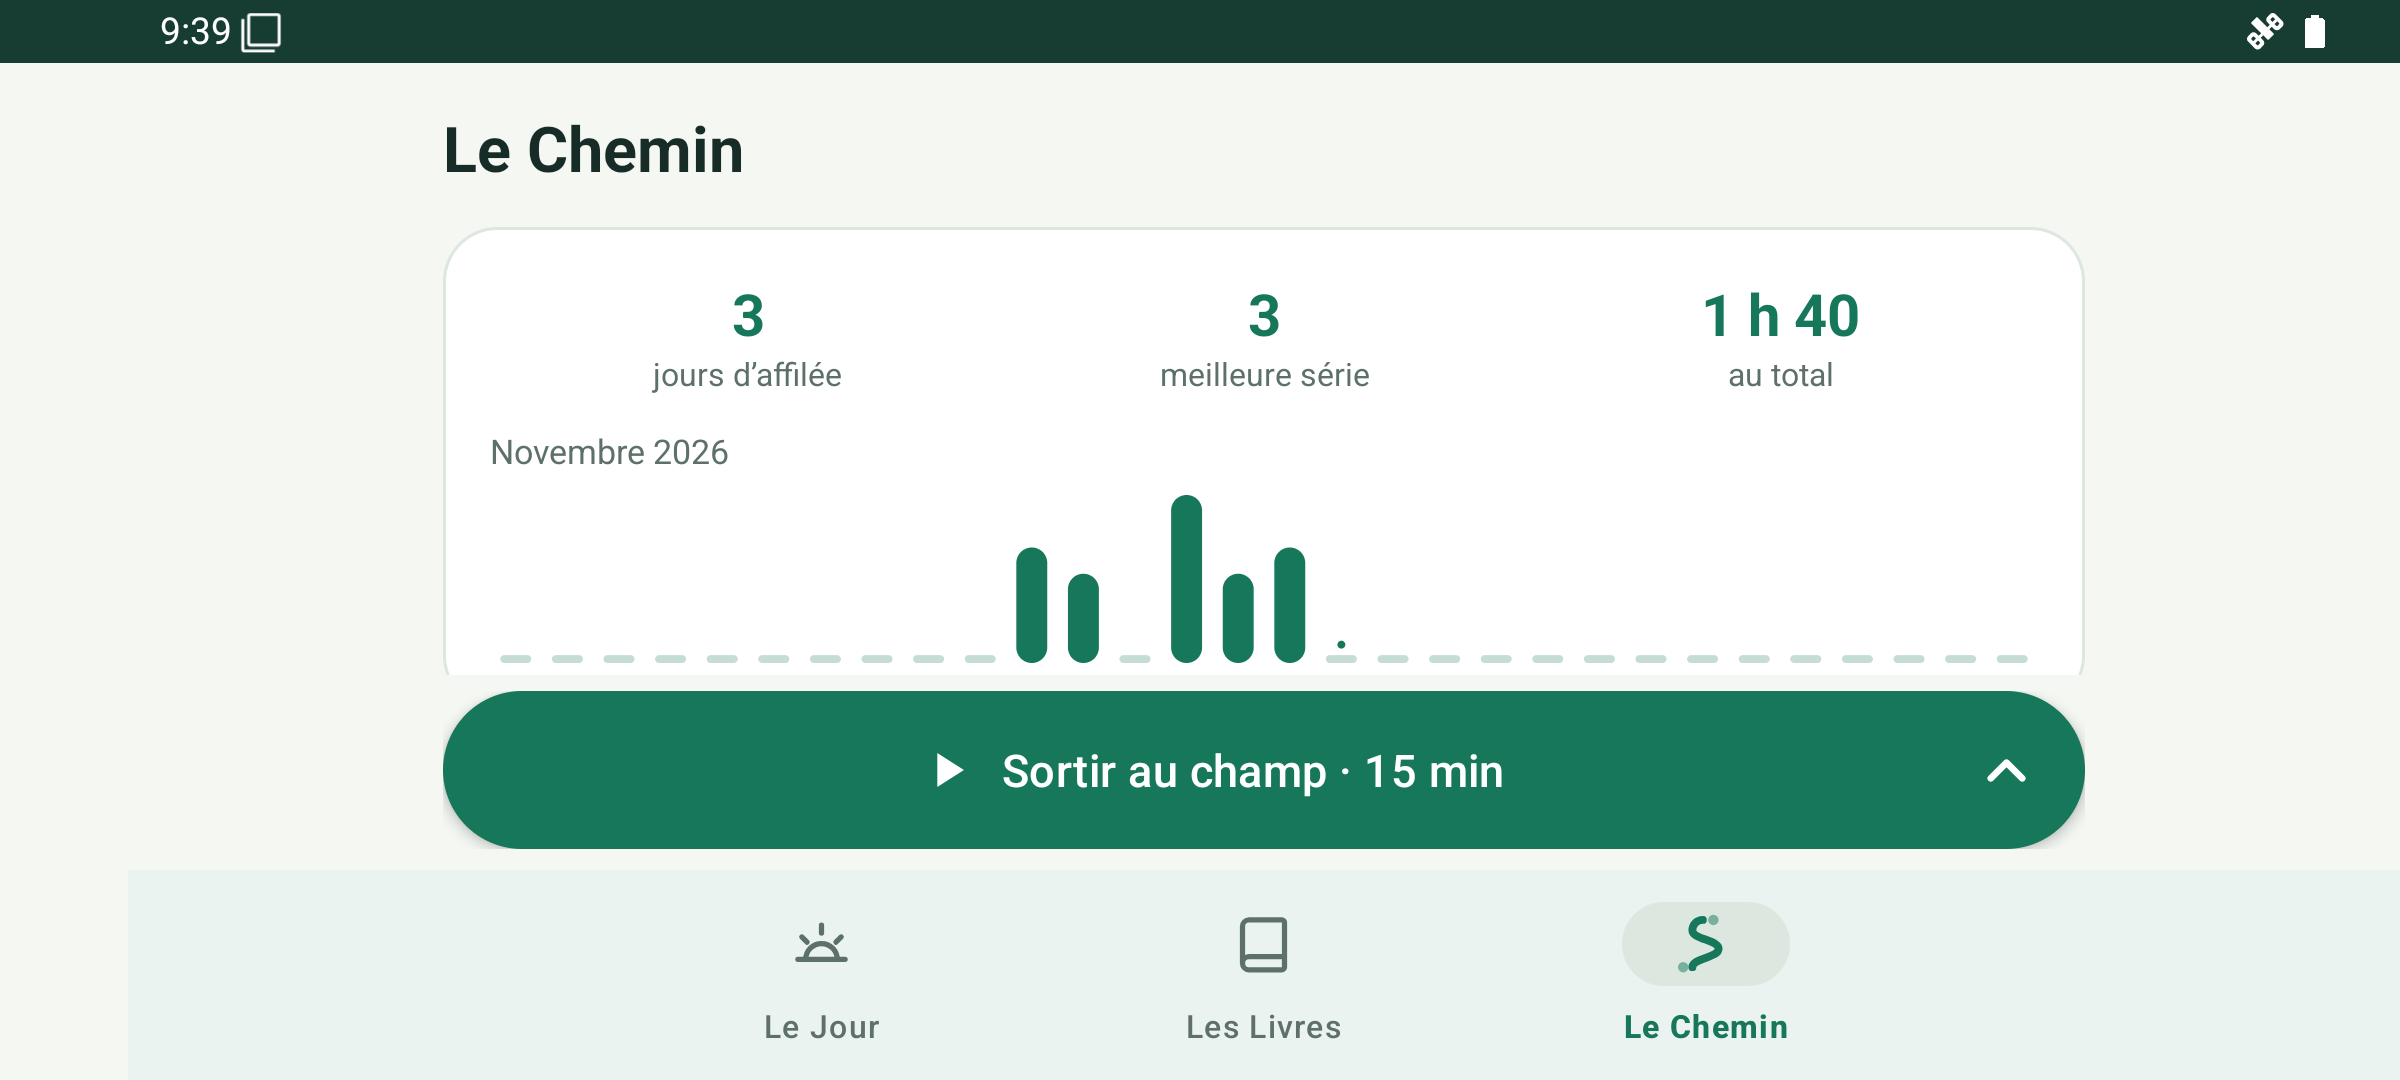 9:39
Le Chemin
3
jours d’affilée
3
meilleure série
1 h 40
au total
Novembre 2026
Sortir au champ · 15 min
Le Jour
Les Livres
Le Chemin